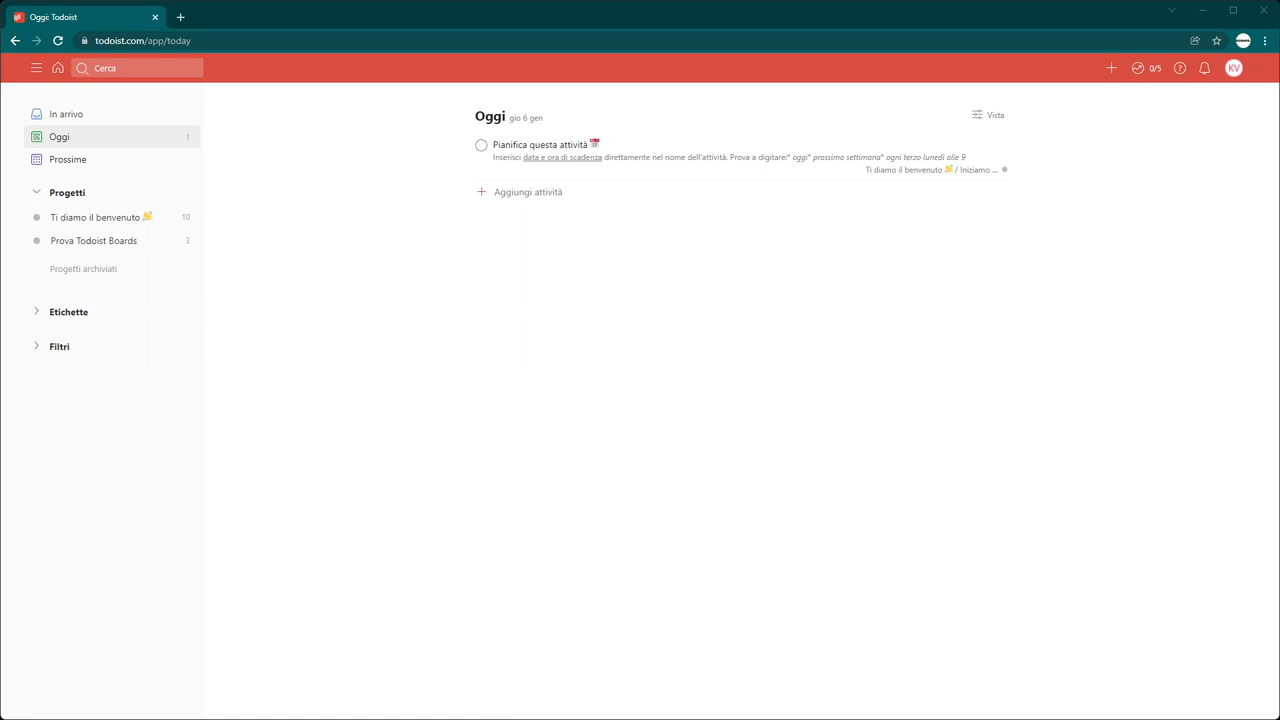 Oggi: Todoist
todoist.com/app/today
Cerca
0/5
KV
In arrivo
Oggi 1
Prossime
Progetti
Ti diamo il benvenuto 10
Prova Todoist Boards 3
Progetti archiviati
Etichette
Filtri
Oggi gio 6 gen
Vista
Pianifica questa attività
Inserisci data e ora di scadenza direttamente nel nome dell'attività. Prova a digitare:* oggi* prossima settimana* ogni terzo lunedì alle 9
Ti diamo il benvenuto / Iniziamo ...
Aggiungi attività